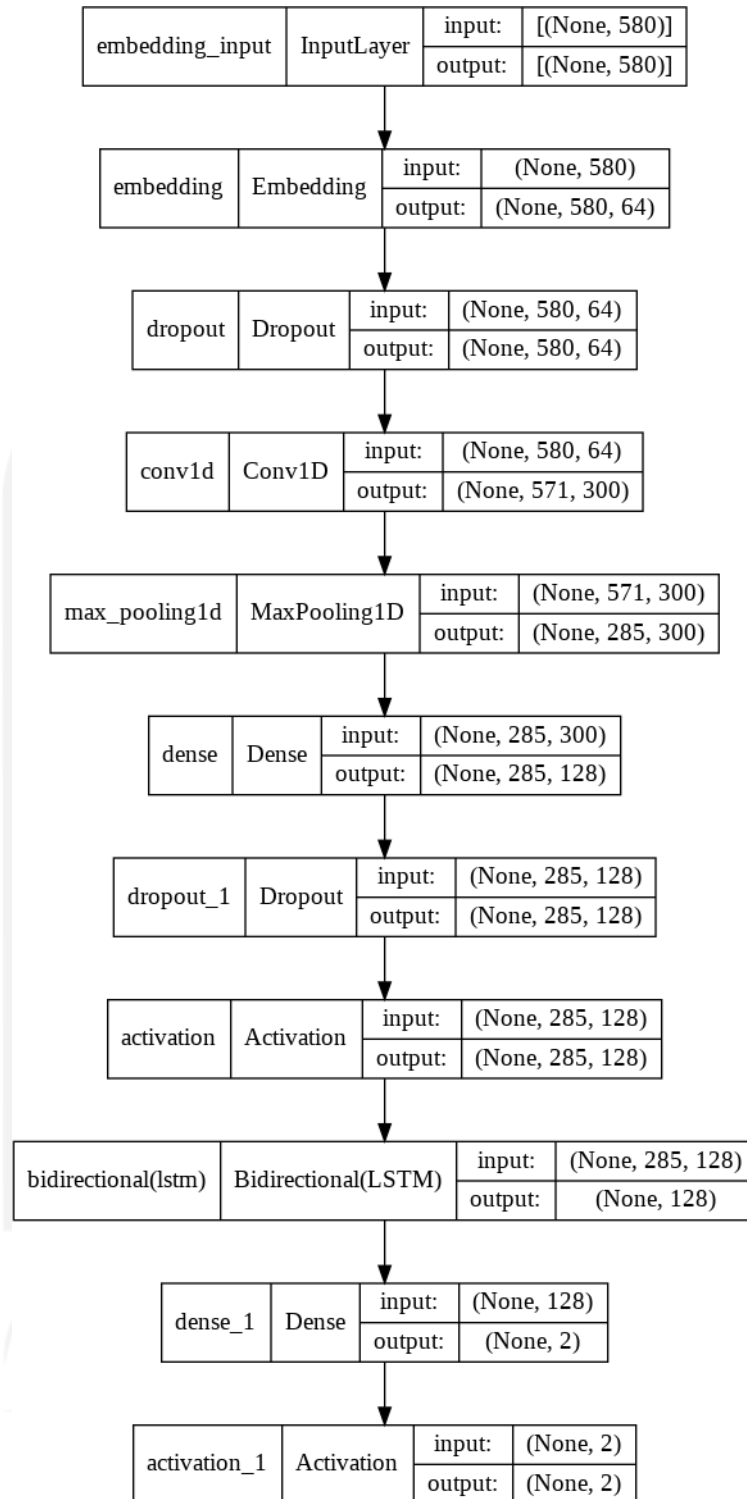 embedding_input InputLayer input: [(None, 580)]
output: [(None, 580)]
embedding Embedding input: (None, 580)
output: (None, 580, 64)
dropout Dropout input: (None, 580, 64)
output: (None, 580, 64)
conv1d Conv1D input: (None, 580, 64)
output: (None, 571, 300)
max_pooling1d MaxPooling1D input: (None, 571, 300)
output: (None, 285, 300)
dense Dense input: (None, 285, 300)
output: (None, 285, 128)
dropout_1 Dropout input: (None, 285, 128)
output: (None, 285, 128)
activation Activation input: (None, 285, 128)
output: (None, 285, 128)
bidirectional(lstm) Bidirectional(LSTM) input: (None, 285, 128)
output: (None, 128)
dense_1 Dense input: (None, 128)
output: (None, 2)
activation_1 Activation input: (None, 2)
output: (None, 2)